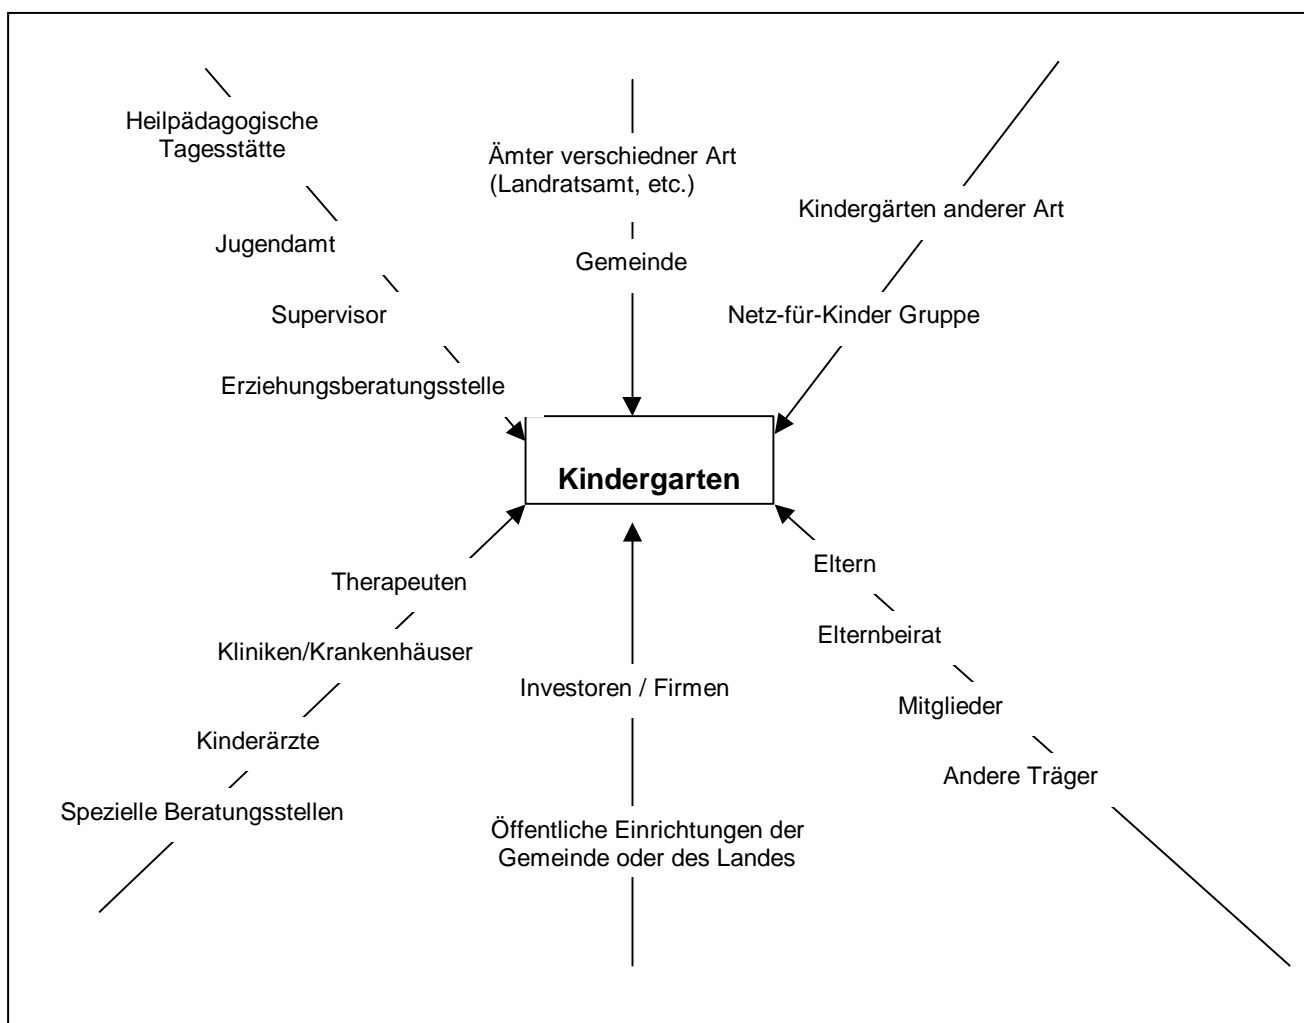 Heilpädagogische
Tagesstätte
Ämter verschiedner Art
(Landratsamt, etc.)
Kindergärten anderer Art
Jugendamt
Gemeinde
Supervisor
Netz-für-Kinder Gruppe
Erziehungsberatungsstelle
Kindergarten
Therapeuten
Eltern
Kliniken/Krankenhäuser
Elternbeirat
Investoren / Firmen
Mitglieder
Kinderärzte
Andere Träger
Spezielle Beratungsstellen
Öffentliche Einrichtungen der
Gemeinde oder des Landes